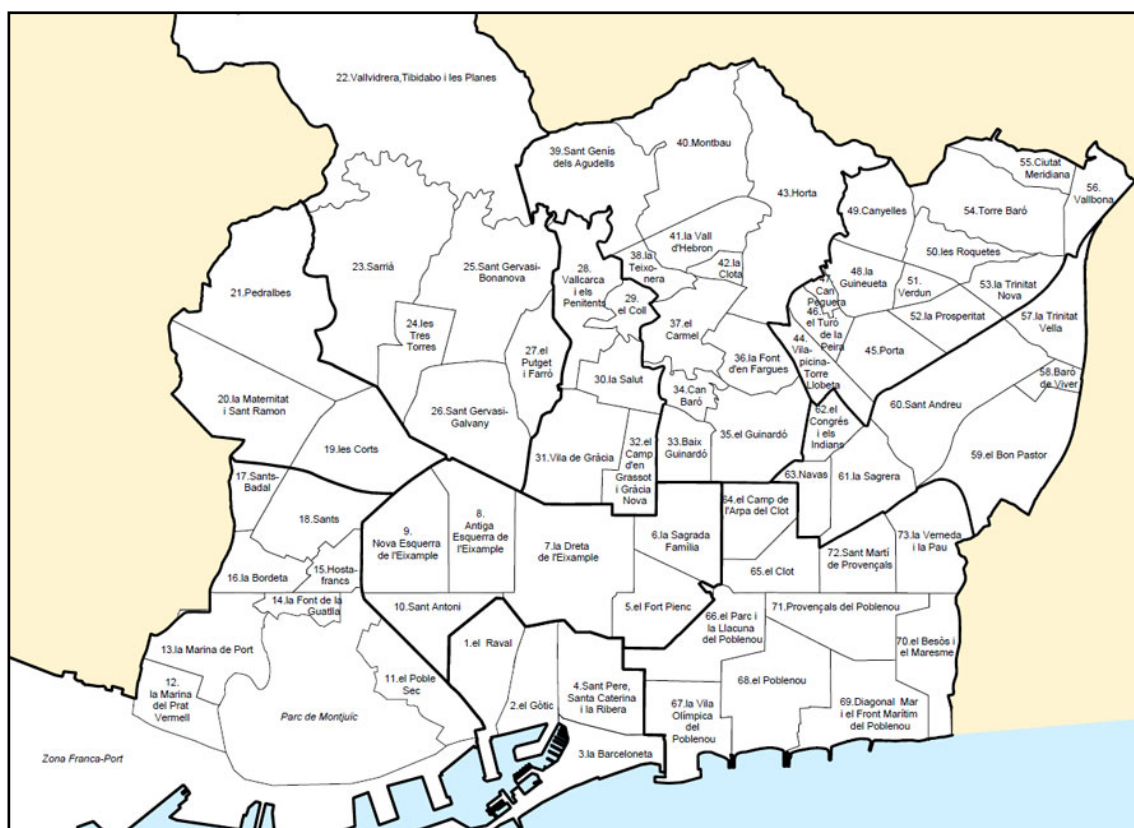 22.Vallvidrera,Tibidabo i les Planes
39.Sant Genís
dels Agudells
40.Montbau
43.Horta
55.Ciutat
Meridiana
56.
Vallbona
49.Canyelles
54.Torre Baró
41.la Vall
d'Hebron
42.la
Clota
38.la
Teixo-
nera
50.les Roquetes
23.Sarrià
25.Sant Gervasi-
Bonanova
28.
Vallcarca
i els
Penitents
29.
el Coll
47.
Can
Peguera
48.la
Guineueta
51.
Verdun
53.la Trinitat
Nova
21.Pedralbes
52.la Prosperitat
57.la Trinitat
Vella
46.
el Turó
de la
Peira
24.les
Tres
Torres
37.el
Carmel
44.
Vila-
picina-
Torre
Llobeta
45.Porta
27.el
Putget
i Farró
36.la Font
d'en Fargues
58.Baró
de Viver
30.la Salut
34.Can
Baró
20.la Maternitat
i Sant Ramon
60.Sant Andreu
26.Sant Gervasi-
Galvany
62.el
Congrés
i els
Indians
35.el Guinardó
19.les Corts
31.Vila de Gràcia
32.el
Camp
d'en
Grassot
i Gràcia
Nova
33.Baix
Guinardó
59.el Bon Pastor
17.Sants-
Badal
63.Navas
61.la Sagrera
18.Sants
9.
Nova Esquerra
de l'Eixample
8.
Antiga
Esquerra de
l'Eixample
7.la Dreta
de l'Eixample
6.la Sagrada
Família
64.el Camp de
l'Arpa del Clot
73.la Verneda
i la Pau
72.Sant Martí
de Provençals
65.el Clot
16.la Bordeta
15.Hosta-
francs
14.la Font de la
Guatlla
10.Sant Antoni
5.el Fort Pienc
66.el Parc i
la Llacuna
del Poblenou
71.Provençals del Poblenou
13.la Marina de Port
1.el Raval
70.el Besòs i
el Maresme
11.el Poble
Sec
12.
la Marina
del Prat
Vermell
2.el Gòtic
4.Sant Pere,
Santa Caterina
i la Ribera
68.el Poblenou
67.la Vila
Olímpica
del
Poblenou
69.Diagonal Mar
i el Front Marítim
del Poblenou
Parc de Montjuïc
3.la Barceloneta
Zona Franca-Port